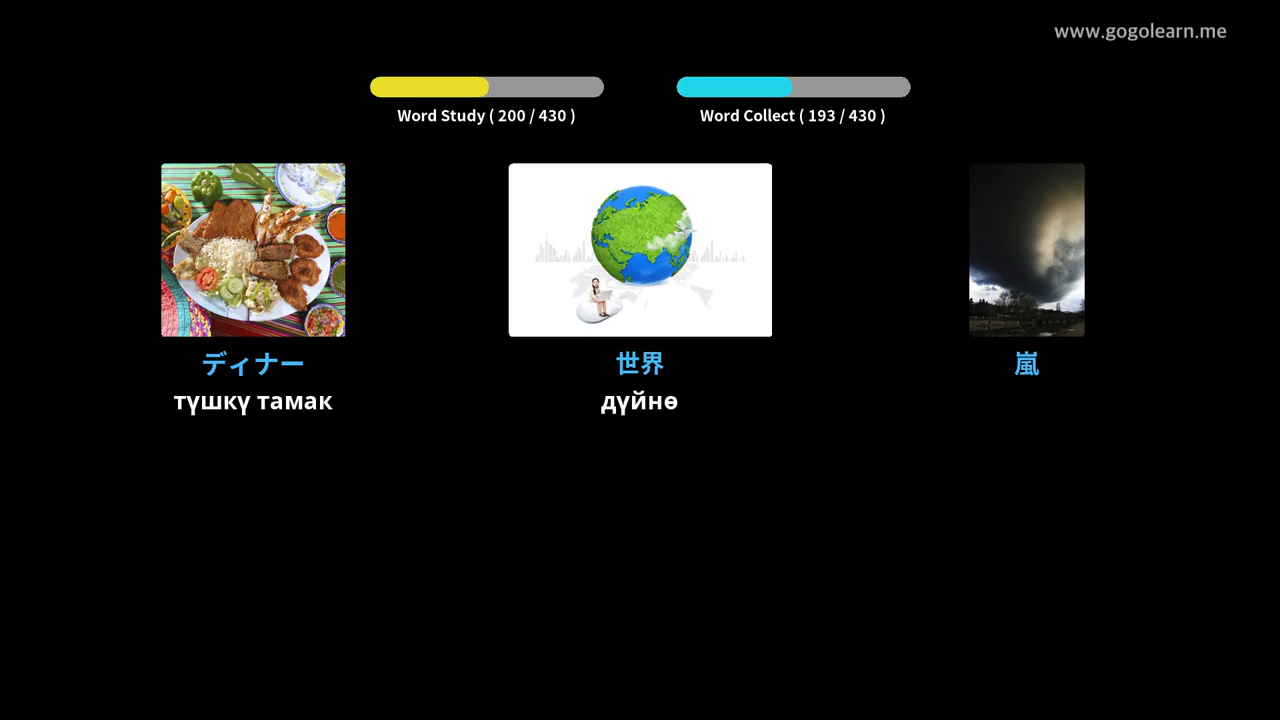 www.gogolearn.me
Word Study ( 200 / 430 )
Word Collect ( 193 / 430 )
ディナー
түшкү тамак
世界
дүйнө
嵐